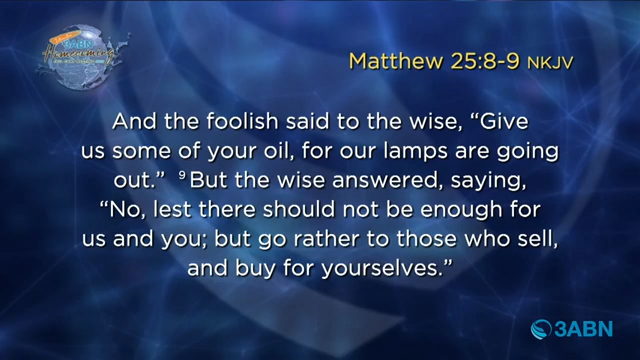 3ABN
Homecoming
Matthew 25:8-9 NKJV
And the foolish said to the wise, “Give
us some of your oil, for our lamps are going
out.” ⁹ But the wise answered, saying,
“No, lest there should not be enough for
us and you; but go rather to those who sell,
and buy for yourselves.”
3ABN